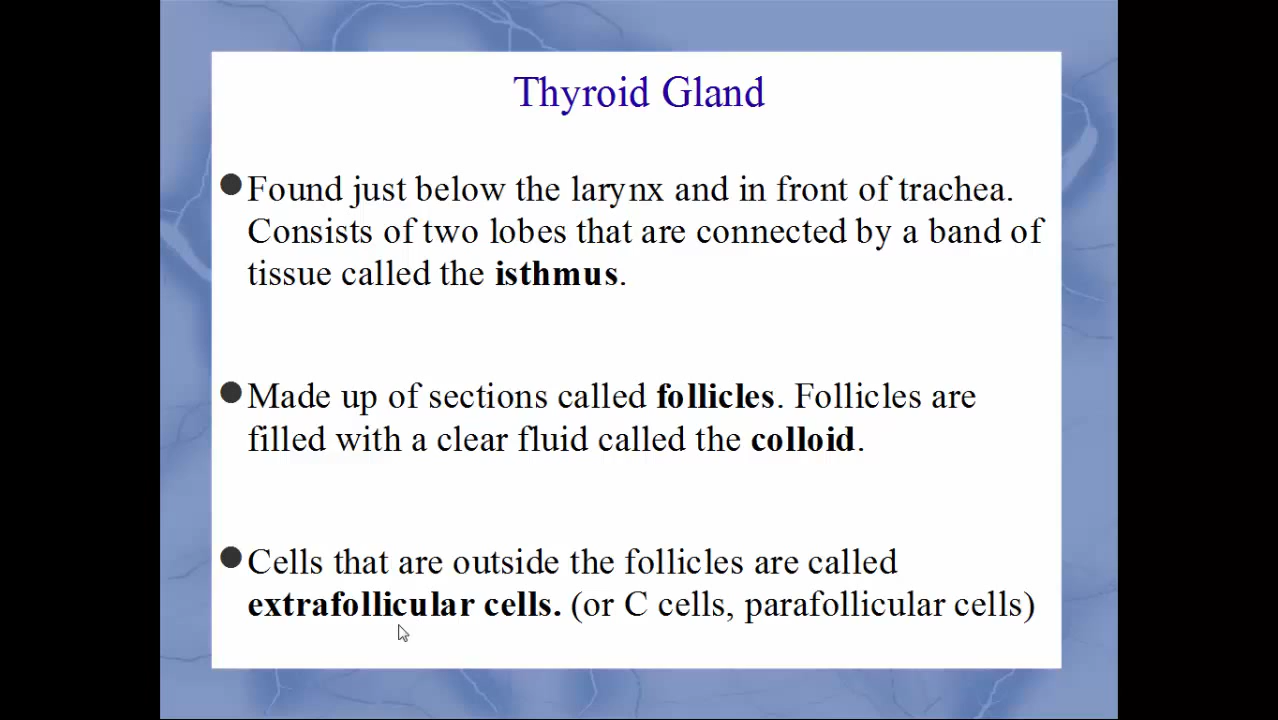 Thyroid Gland
Found just below the larynx and in front of trachea.
Consists of two lobes that are connected by a band of
tissue called the isthmus.
Made up of sections called follicles. Follicles are
filled with a clear fluid called the colloid.
Cells that are outside the follicles are called
extrafollicular cells. (or C cells, parafollicular cells)